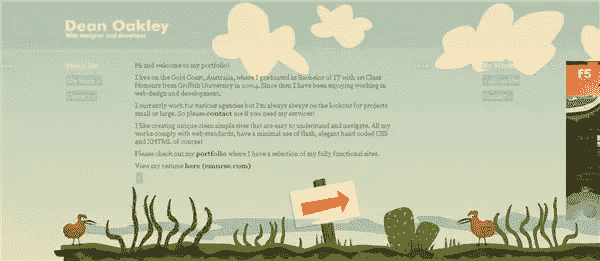 Dean Oakley
Web designer and developer
About Me
Hi and welcome to my portfolio!
I live on the Gold Coast, Australia, where I graduated as Bachelor of IT with 1st Class
Honours from Griffith University in 2004. Since then I have been enjoying working in
web design and development.
I currently work for various agencies but I'm always always on the lookout for projects
small or large. So please contact me if you need my services!
I like creating unique clean simple sites that are easy to understand and navigate. All my
works comply with web standards, have a minimal use of flash, elegant hand coded CSS
and XHTML of course!
Please check out my portfolio where I have a selection of my fully functional sites.
View my resume here (emurse.com)
F5